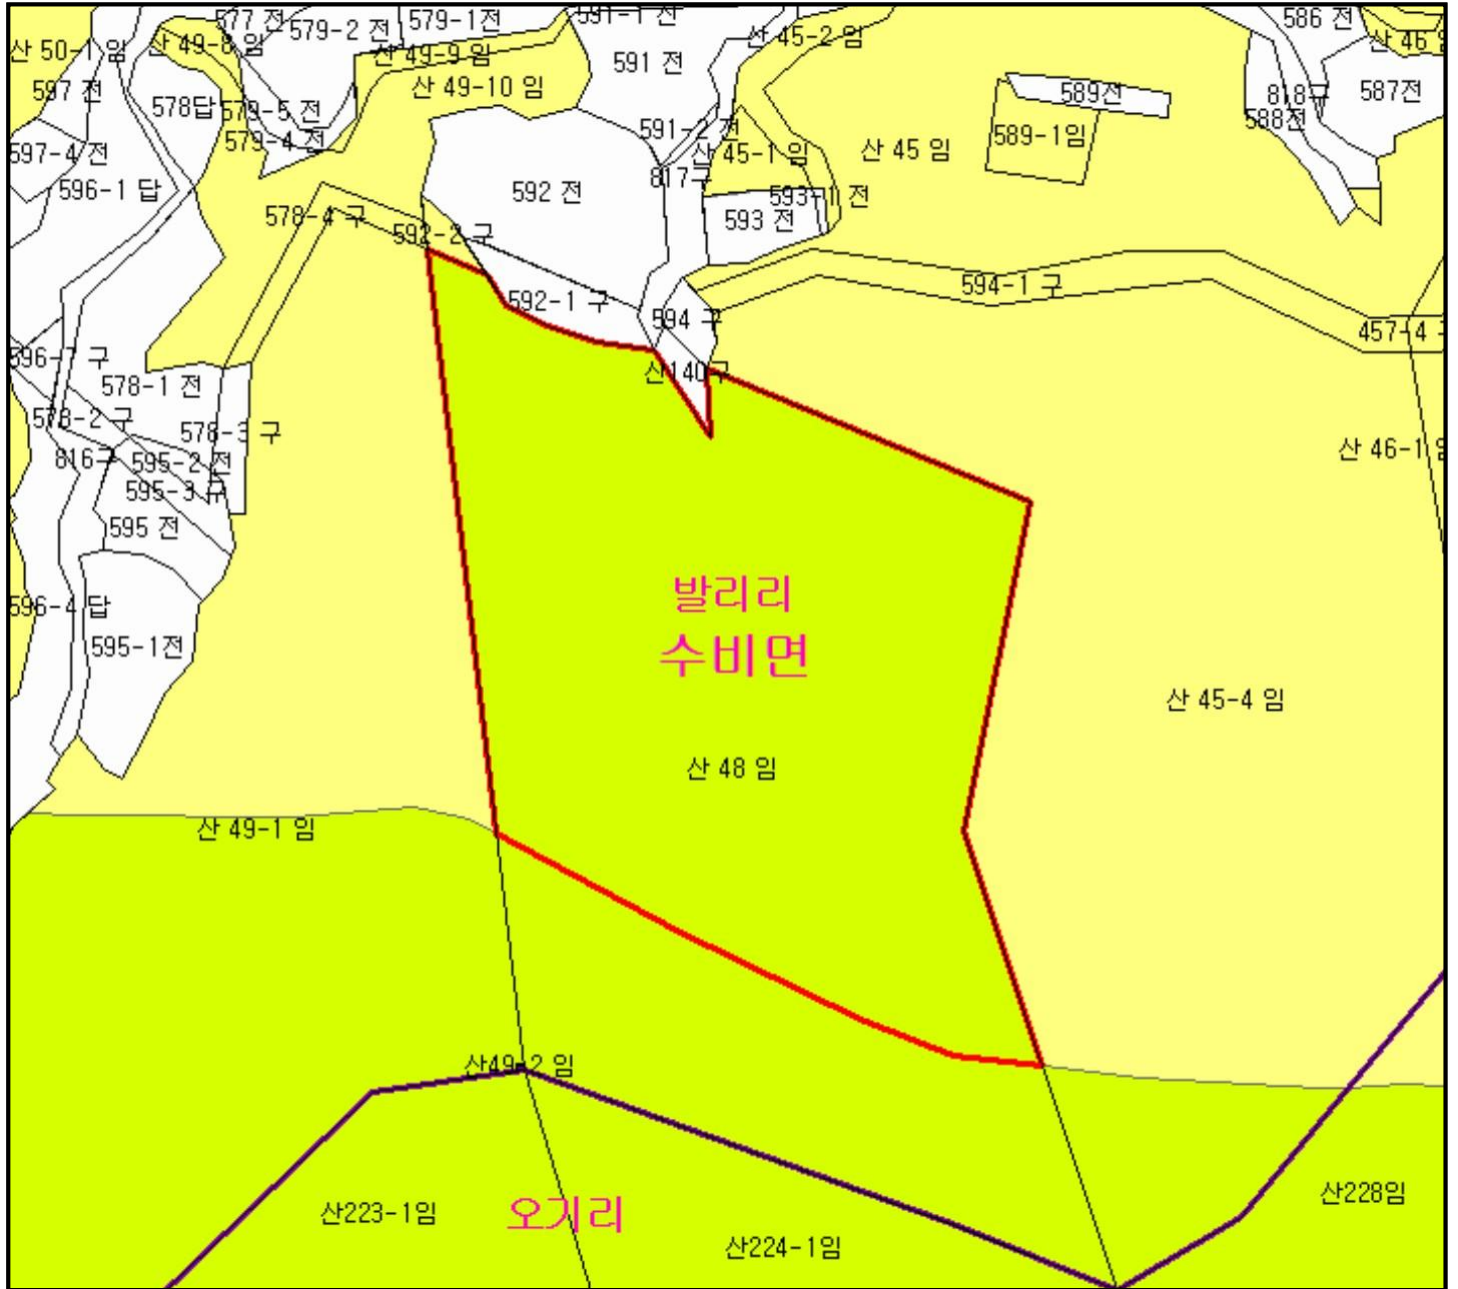 577 전
579-2 전
579-1전
591-1 전
586 전
산 50-1 임
산 49-8 임
산 49-9 임
산 45-2 임
591 전
산 49-10 임
597 전
578답
579-5 전
589전
818구
587전
588전
591-2 전
579-4 전
589-1임
597-4 전
산 45-1 임
산 45 임
596-1 답
592 전
817구
593-1 전
593 전
578-4 구
592-2 구
594-1 구
592-1 구
594 구
596-7 구
578-1 전
산140구
578-2 구
578-3 구
816구
595-2 전
595-3 구
595 전
발리리
596-4 답
595-1전
수비면
산 45-4 임
산 48 임
산 49-1 임
산49-2 임
산223-1임
오기리
산224-1임
산228임